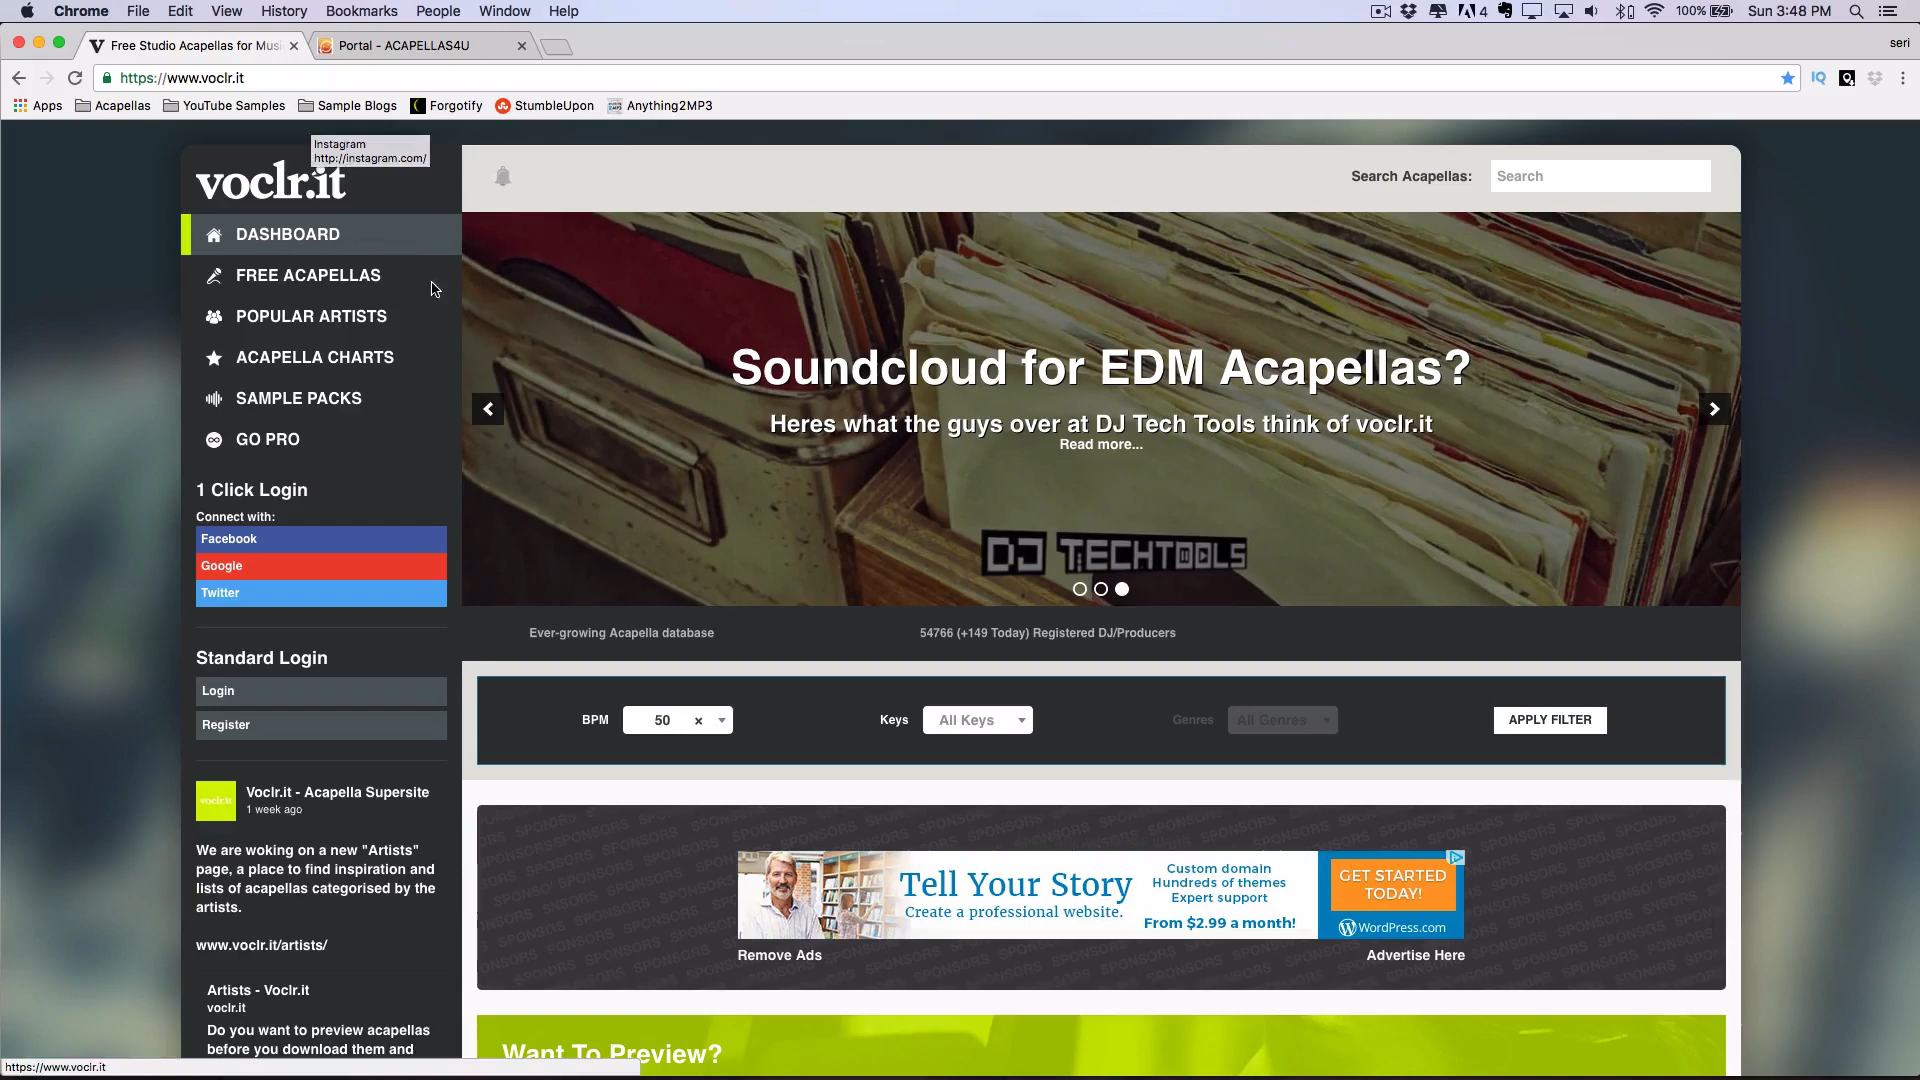 Chrome File Edit View History Bookmarks People Window Help
4 100% Sun 3:48 PM
Free Studio Acapellas for Musi
Portal - ACAPELLAS4U
seri
https://www.voclr.it
Apps Acapellas YouTube Samples Sample Blogs Forgotify StumbleUpon Anything2MP3
Instagram
http://instagram.com/
voclr.it
Search Acapellas: Search
DASHBOARD
FREE ACAPELLAS
POPULAR ARTISTS
ACAPELLA CHARTS
SAMPLE PACKS
GO PRO
Soundcloud for EDM Acapellas?
Heres what the guys over at DJ Tech Tools think of voclr.it
Read more...
DJ TECHTOOLS
1 Click Login
Connect with:
Facebook
Google
Twitter
Ever-growing Acapella database
54766 (+149 Today) Registered DJ/Producers
Standard Login
Login
Register
BPM 50 × Keys All Keys Genres All Genres APPLY FILTER
voclr.it
Voclr.it - Acapella Supersite
1 week ago
We are woking on a new "Artists"
page, a place to find inspiration and
lists of acapellas categorised by the
artists.
www.voclr.it/artists/
Artists - Voclr.it
voclr.it
Do you want to preview acapellas
before you download them and
Tell Your Story
Create a professional website.
Custom domain
Hundreds of themes
Expert support
From $2.99 a month!
GET STARTED
TODAY!
WordPress.com
Remove Ads
Advertise Here
Want To Preview?
https://www.voclr.it